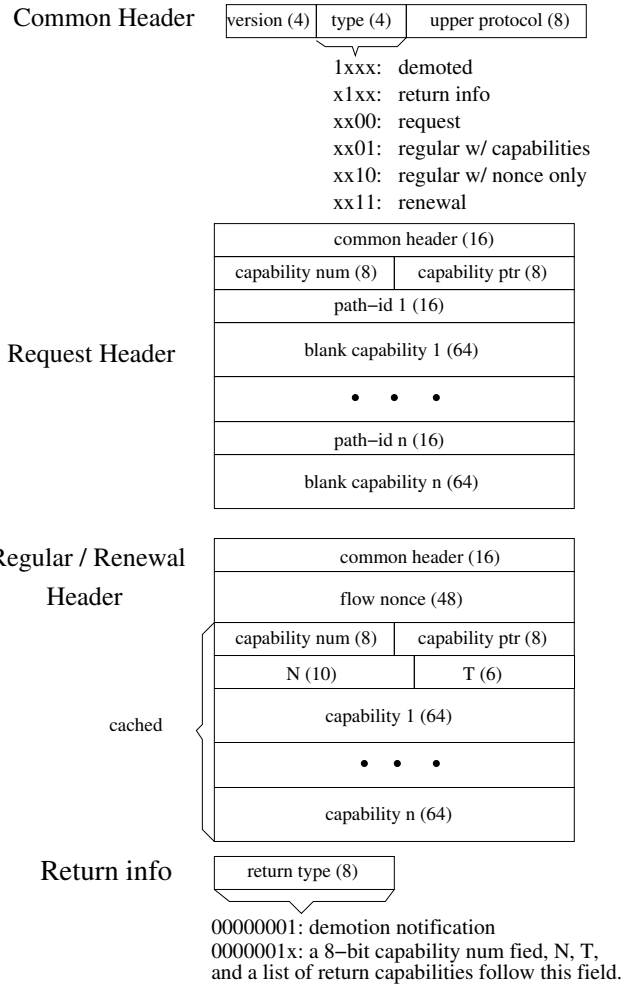 Common Header
version (4) type (4) upper protocol (8)
1xxx: demoted
x1xx: return info
xx00: request
xx01: regular w/ capabilities
xx10: regular w/ nonce only
xx11: renewal
common header (16)
capability num (8) capability ptr (8)
path−id 1 (16)
Request Header
blank capability 1 (64)
• • •
path−id n (16)
blank capability n (64)
Regular / Renewal
Header
common header (16)
flow nonce (48)
capability num (8) capability ptr (8)
N (10) T (6)
cached
capability 1 (64)
• • •
capability n (64)
Return info
return type (8)
00000001: demotion notification
0000001x: a 8−bit capability num fied, N, T,
and a list of return capabilities follow this field.